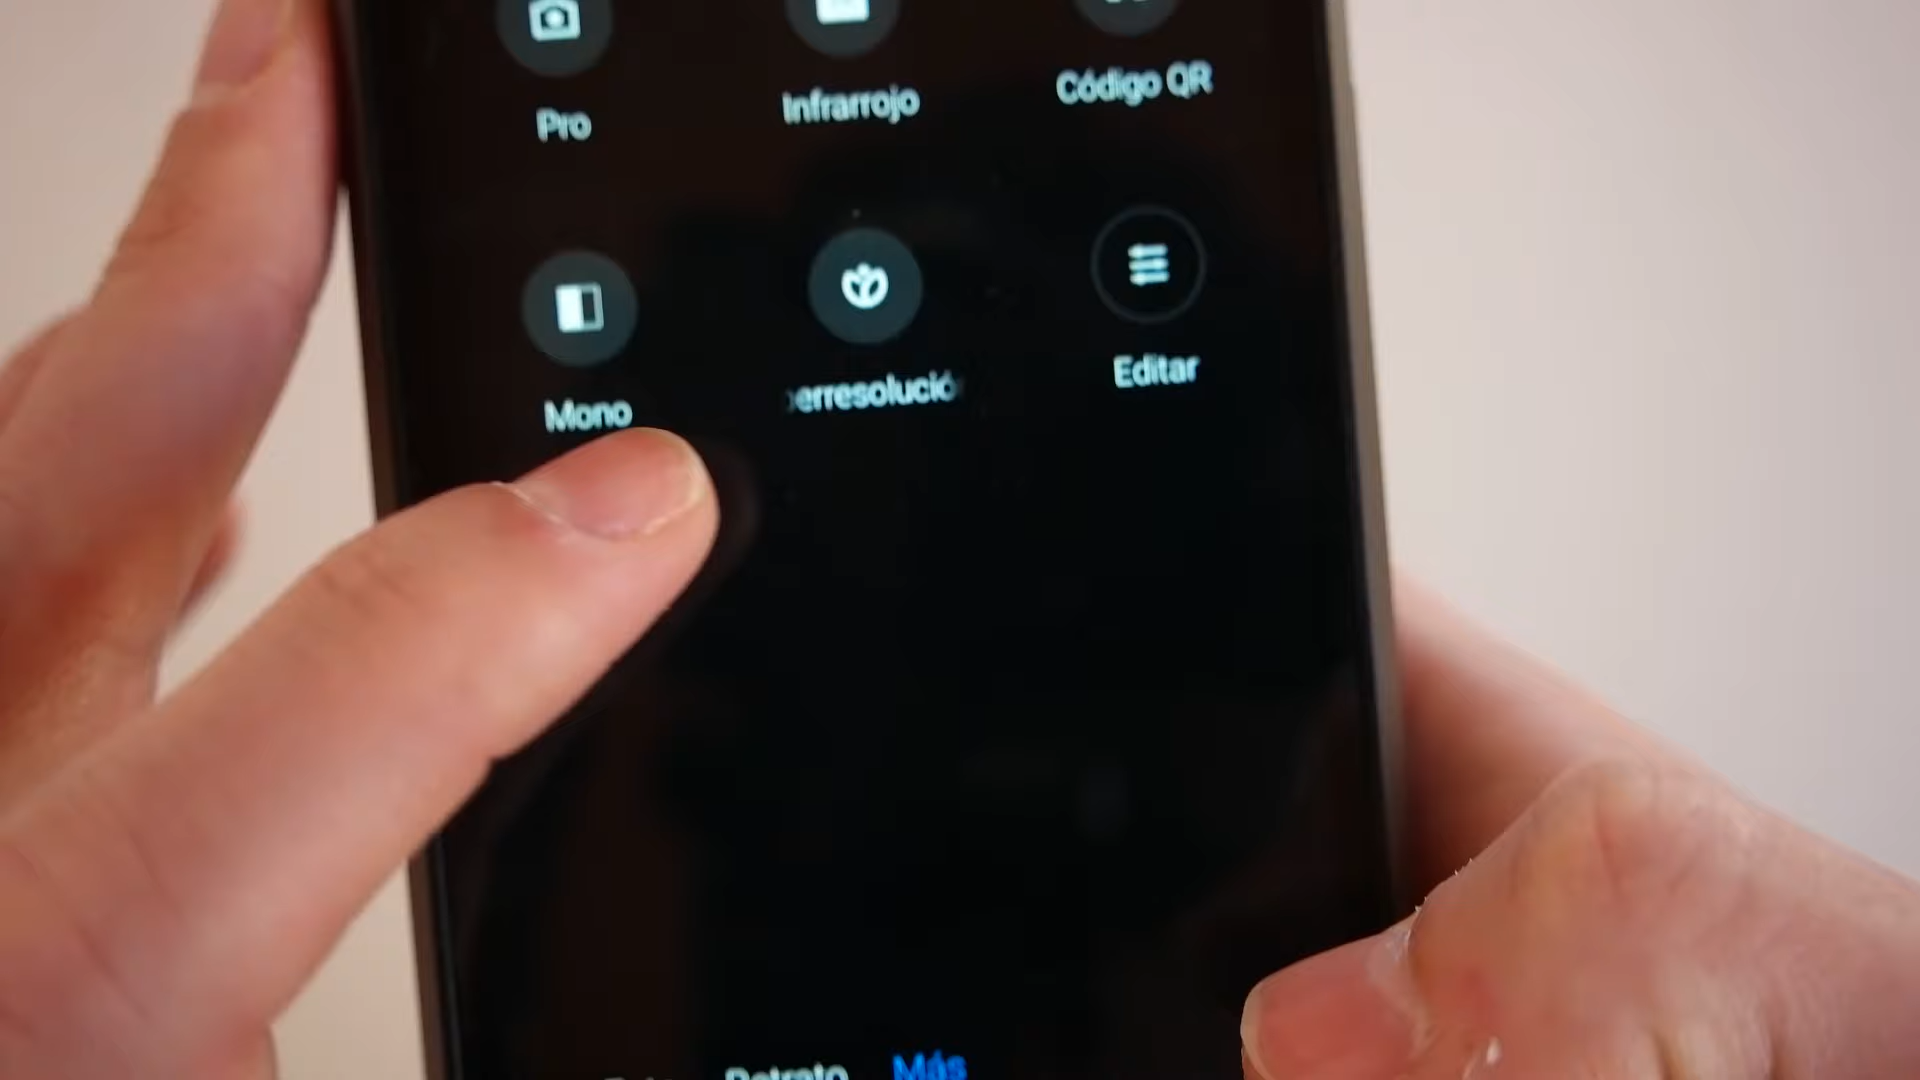 Pro
Infrarrojo
Código QR
Mono
erresolució
Editar
Retrato
Más